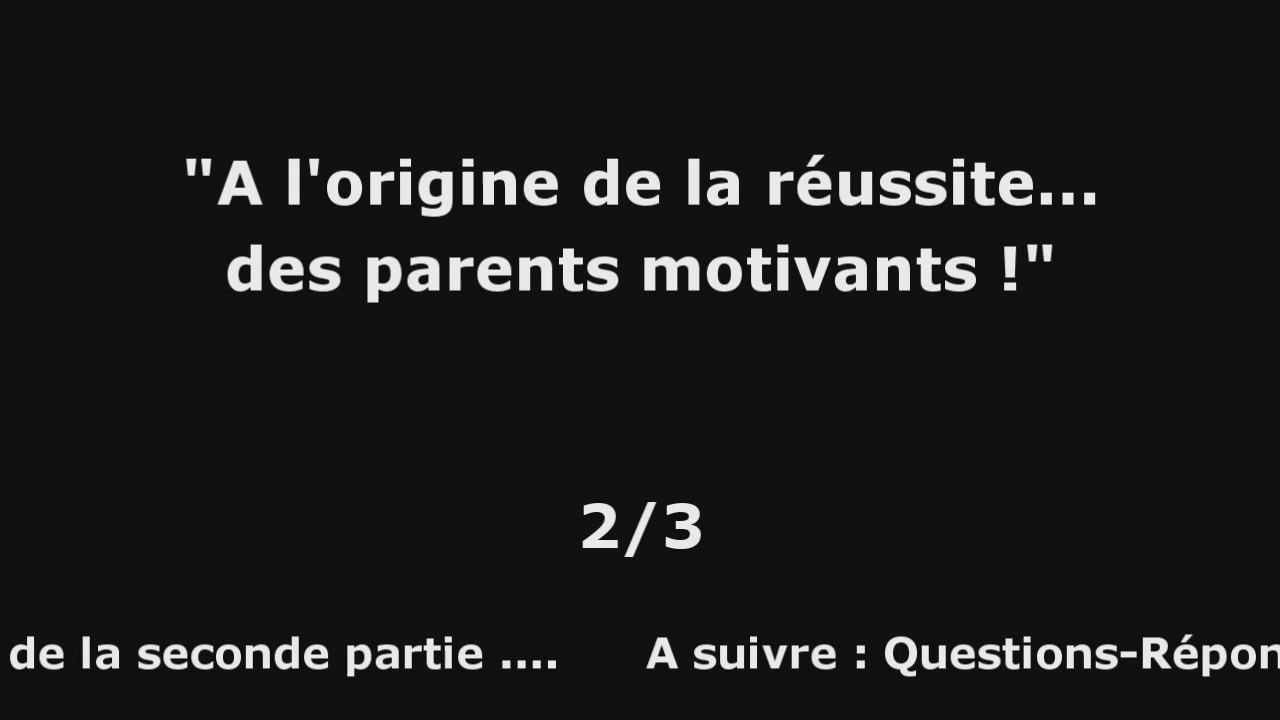 "A l'origine de la réussite...
des parents motivants !"
2/3
de la seconde partie .... A suivre : Questions-Répon